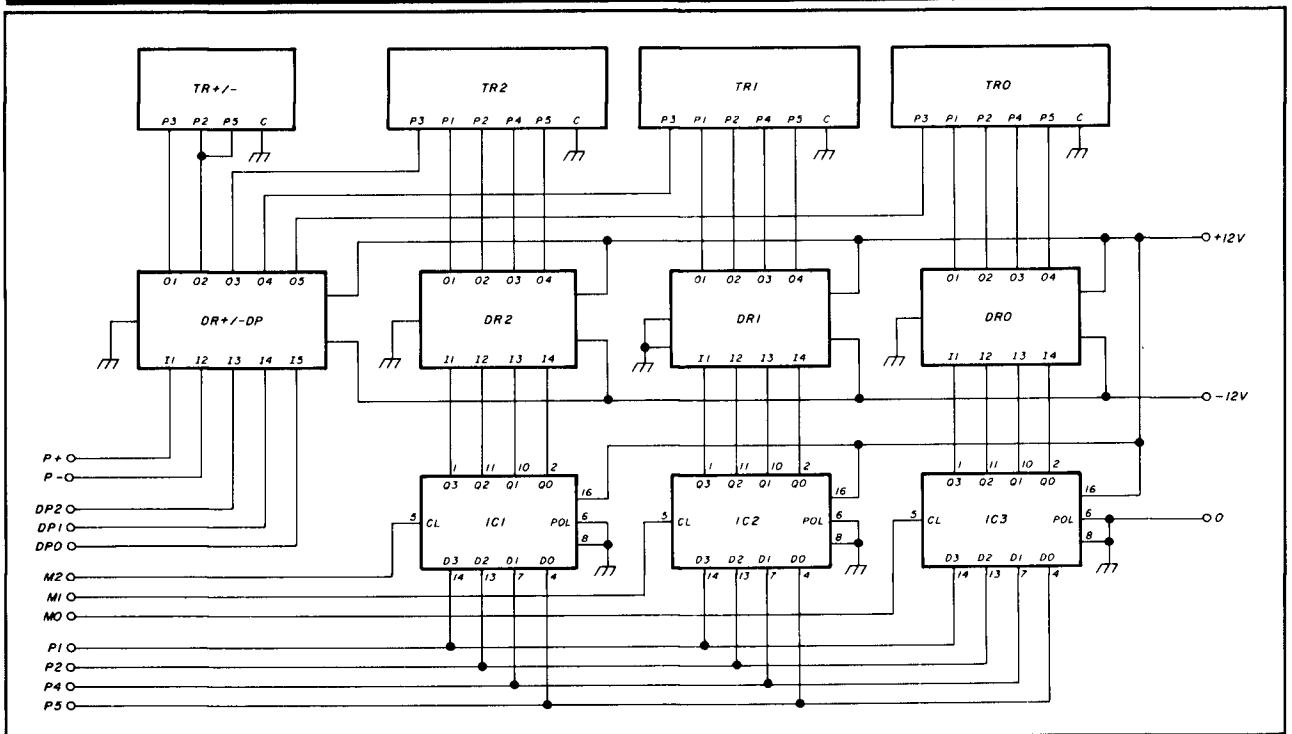 TR+/- TR2 TR1 TR0
P3 P2 P5 C P3 P1 P2 P4 P5 C P3 P1 P2 P4 P5 C P3 P1 P2 P4 P5 C
+12V
O1 O2 O3 O4 O5 O1 O2 O3 O4 O1 O2 O3 O4 O1 O2 O3 O4
DR+/-DP DR2 DR1 DR0
I1 I2 I3 I4 I5 I1 I2 I3 I4 I1 I2 I3 I4 I1 I2 I3 I4
-12V
P+
P-
1 11 10 2 1 11 10 2 1 11 10 2
Q3 Q2 Q1 Q0 16 Q3 Q2 Q1 Q0 16 Q3 Q2 Q1 Q0 16
DP2
DP1
5 CL IC1 POL 6 5 CL IC2 POL 6 5 CL IC3 POL 6 0
DP0
8 8 8
D3 D2 D1 D0 D3 D2 D1 D0 D3 D2 D1 D0
14 13 7 4 14 13 7 4 14 13 7 4
M2
M1
M0
P1
P2
P4
P5